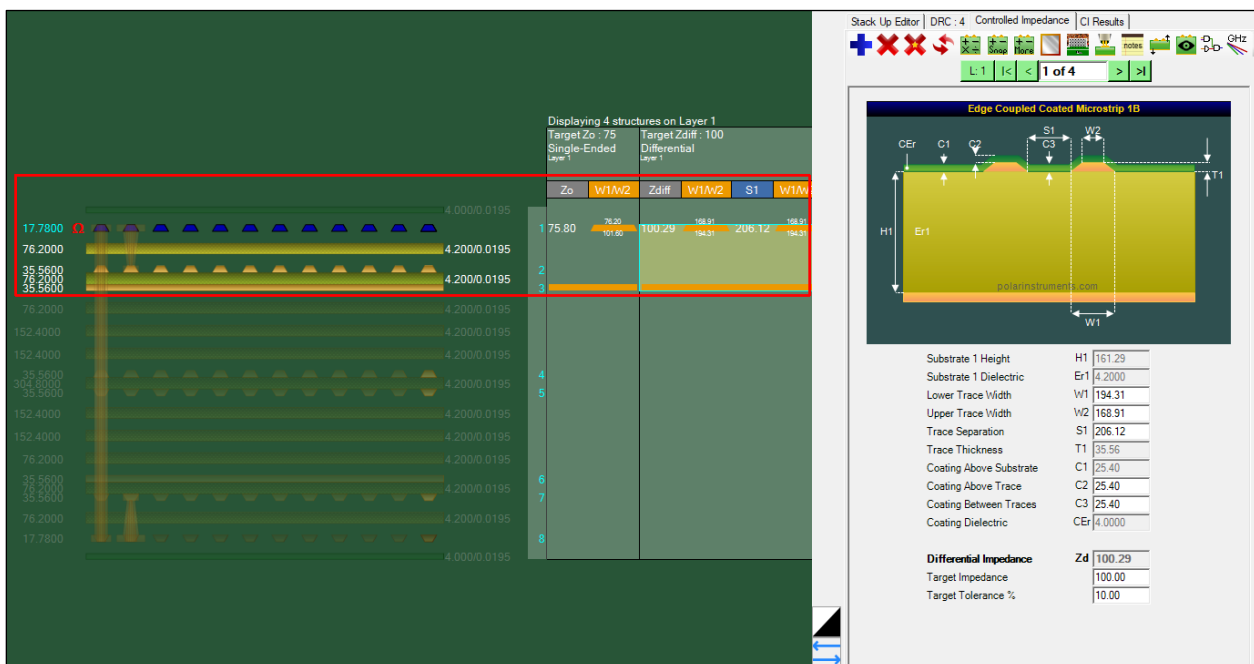 Stack Up Editor DRC : 4 Controlled Impedance CI Results
Snap More notes GHz
L: 1 |< < 1 of 4 > >|
Displaying 4 structures on Layer 1
Target Zo : 75 Target Zdiff : 100
Single-Ended Differential
Layer 1 Layer 1
Zo W1/W2 Zdiff W1/W2 S1 W1/W
4.000/0.0195
17.7800 Ω 1 75.80 76.20 101.60 100.29 168.91 194.31 206.12 168.91 194.31
76.2000 4.200/0.0195
35.5600 2
76.2000 4.200/0.0195
35.5600 3
76.2000 4.200/0.0195
152.4000 4.200/0.0195
152.4000 4.200/0.0195
35.5600 4
304.8000 4.200/0.0195
35.5600 5
152.4000 4.200/0.0195
152.4000 4.200/0.0195
76.2000 4.200/0.0195
35.5600 6
76.2000 4.200/0.0195
35.5600 7
76.2000 4.200/0.0195
17.7800 8
4.000/0.0195
Edge Coupled Coated Microstrip 1B
S1 W2
CEr C1 C2 C3
T1
H1 Er1
polarinstruments.com
W1
Substrate 1 Height H1 161.29
Substrate 1 Dielectric Er1 4.2000
Lower Trace Width W1 194.31
Upper Trace Width W2 168.91
Trace Separation S1 206.12
Trace Thickness T1 35.56
Coating Above Substrate C1 25.40
Coating Above Trace C2 25.40
Coating Between Traces C3 25.40
Coating Dielectric CEr 4.0000
Differential Impedance Zd 100.29
Target Impedance 100.00
Target Tolerance % 10.00